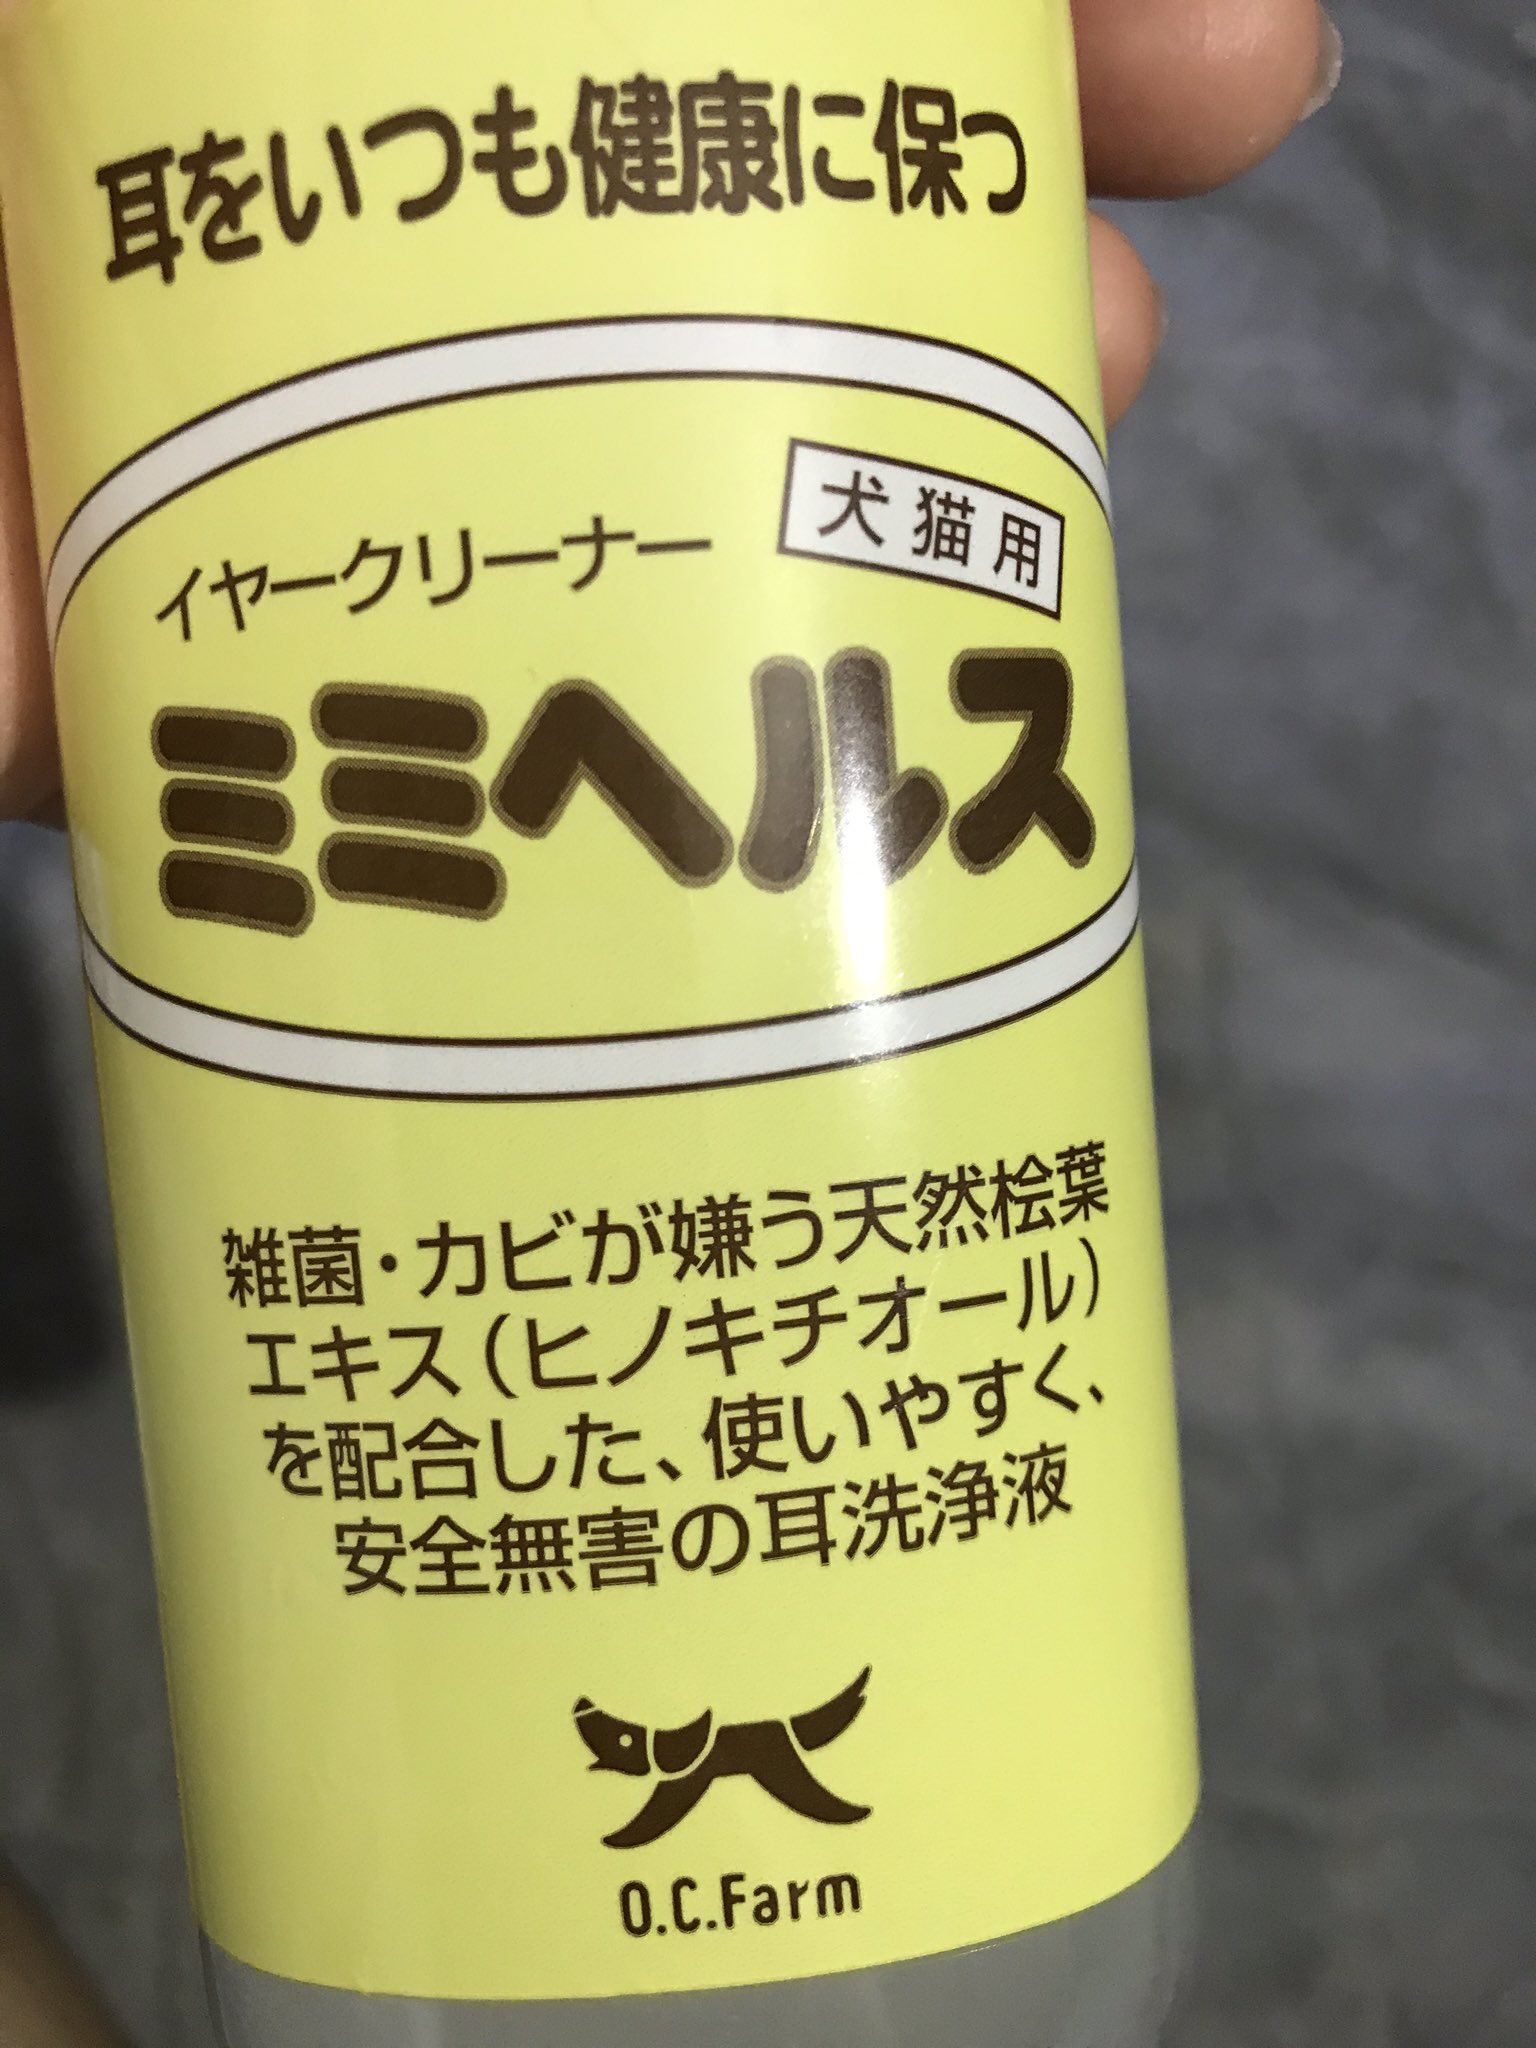 耳をいつも健康に保つ
犬猫用
イヤークリーナー
ミミヘルス
雑菌・カビが嫌う天然桧葉
エキス(ヒノキチオール)
を配合した、使いやすく、
安全無害の耳洗浄液
O.C.Farm